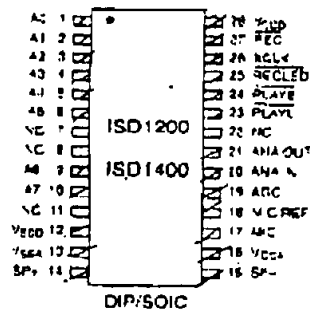 A0 1 28 VCCD
A1 2 27 REC
A2 3 26 XCLK
A3 4 25 RECLED
A4 5 24 PLAYE
A5 6 23 PLAYL
NC 7 22 NC
ISD1200
NC 8 21 ANA OUT
A6 9 20 ANA IN
ISD1400
A7 10 19 AGC
NC 11 18 MIC REF
VSSD 12 17 MIC
VSSA 13 16 VCCA
SP+ 14 15 SP-
DIP/SOIC